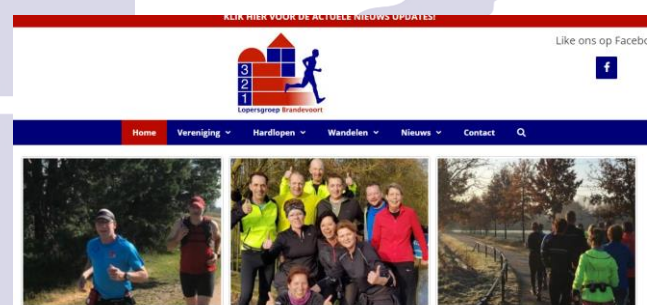 KLIK HIER VOOR DE ACTUELE NIEUWS UPDATES!
Like ons op Facebo
f
3
2
1
Lopersgroep Brandevoort
Home Vereniging Hardlopen Wandelen Nieuws Contact